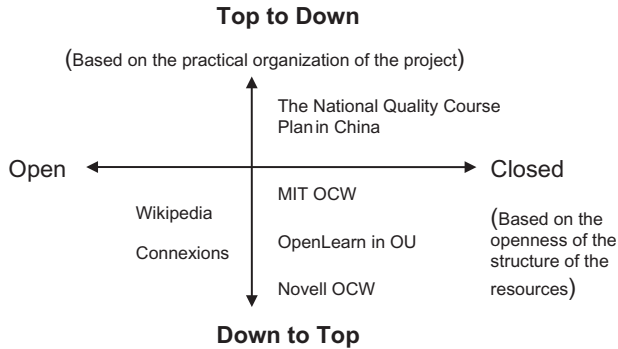 Top to Down
(Based on the practical organization of the project)
The National Quality Course
Plan in China
Open
Closed
MIT OCW
Wikipedia
(Based on the
openness of the
structure of the
resources)
OpenLearn in OU
Connexions
Novell OCW
Down to Top